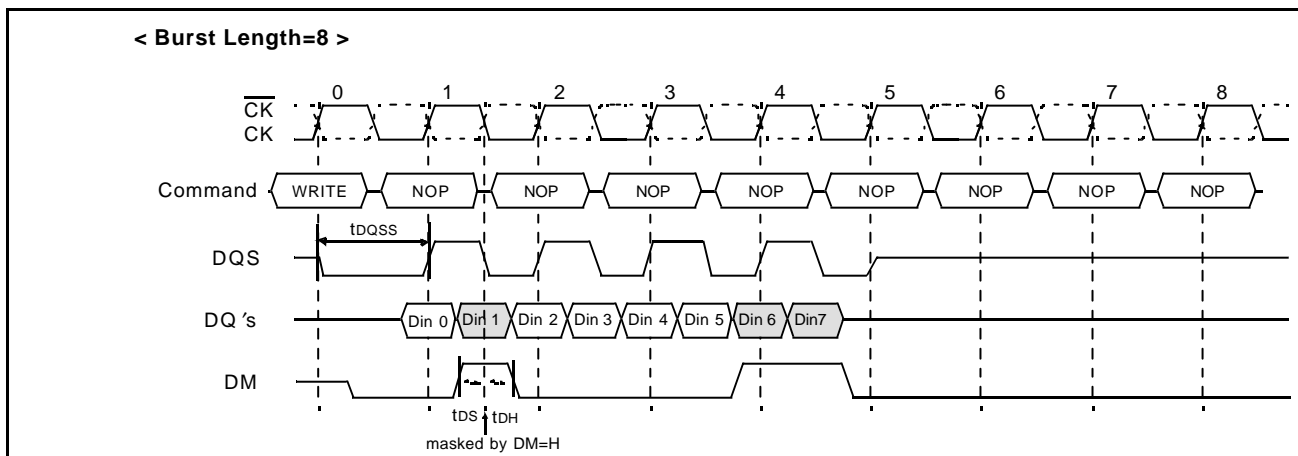 < Burst Length=8 >
0 1 2 3 4 5 6 7 8
CK
CK
Command WRITE NOP NOP NOP NOP NOP NOP NOP NOP
tDQSS
DQS
DQ's Din 0 Din 1 Din 2 Din 3 Din 4 Din 5 Din 6 Din7
DM
tDS tDH
masked by DM=H